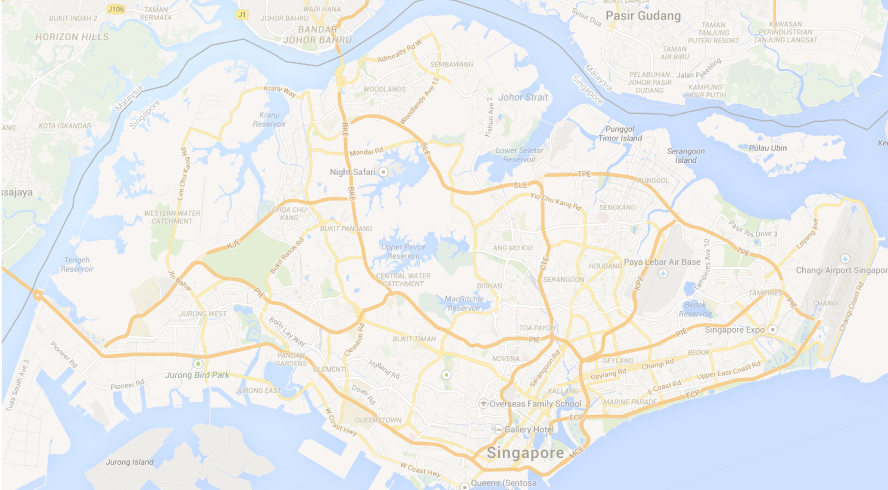 BUKIT INDAH
J106
TAMAN
PERMATA
HORIZON HILLS
WADI HANA
J1
JOHOR BAHRU
BANDAR
JOHOR BAHRU
Pasir Gudang
Susur Dua
TAMAN
TANJUNG
PUTERI RESORT
KAWASAN
PERINDUSTRIAN
TANJUNG LANGSAT
TAMAN
AIR BIRU
Jalan Pekeliling
PELABUHAN
JOHOR PASIR
GUDANG
KAMPUNG
PASIR PUTIH
Malaysia
Singapore
Admiralty Rd W
SEMBAWANG
WOODLANDS
Woodlands Ave 12
Kranji Way
Malaysia
Singapore
KOTA ISKANDAR
Kranji
Reservoir
BKE
Mandai Rd
SLE
Yishun Ave 2
Johor Strait
Lower Seletar
Reservoir
Punggol
Timor Island
Serangoon
Island
Pulau Ubin
Night Safari
BKE
SLE
TPE
PUNGGOL
Lim Chu Kang Rd
Yio Chu Kang Rd
SENGKANG
WESTERN WATER
CATCHMENT
CHOA CHU
KANG
BUKIT PANJANG
Pasir Ris Drive 3
Loyang Ave
KJE
Bukit Batok Rd
Upper Peirce
Reservoir
ANG MO KIO
CTE
HOUGANG
TPE
Tampines Ave 10
Tengeh
Reservoir
Paya Lebar Air Base
Changi Airport Singapore
CENTRAL WATER
CATCHMENT
SERANGOON
KPE
BISHAN
PIE
MacRitchie
Reservoir
Bedok
Reservoir
TAMPINES
PIE
CHANGI
Changi Coast Rd
JURONG WEST
Boon Lay Way
Clementi Rd
TOA PAYOH
Singapore Expo
BUKIT TIMAH
PIE
PIE
Pioneer Rd
PANDAN
GARDENS
NOVENA
GEYLANG
BEDOK
Changi Rd
CLEMENTI
Holland Rd
Serangoon Rd
Geylang Rd
Upper East Coast Rd
Jurong Bird Park
Pioneer Rd
Tuas South Ave 3
JURONG EAST
Dover Rd
KALLANG
E Coast Rd
ECP
Overseas Family School
MARINE PARADE
W Coast Hwy
QUEENSTOWN
ECP
Gallery Hotel
Singapore
MCE
Jurong Island
W Coast Hwy
Queens (Sentosa